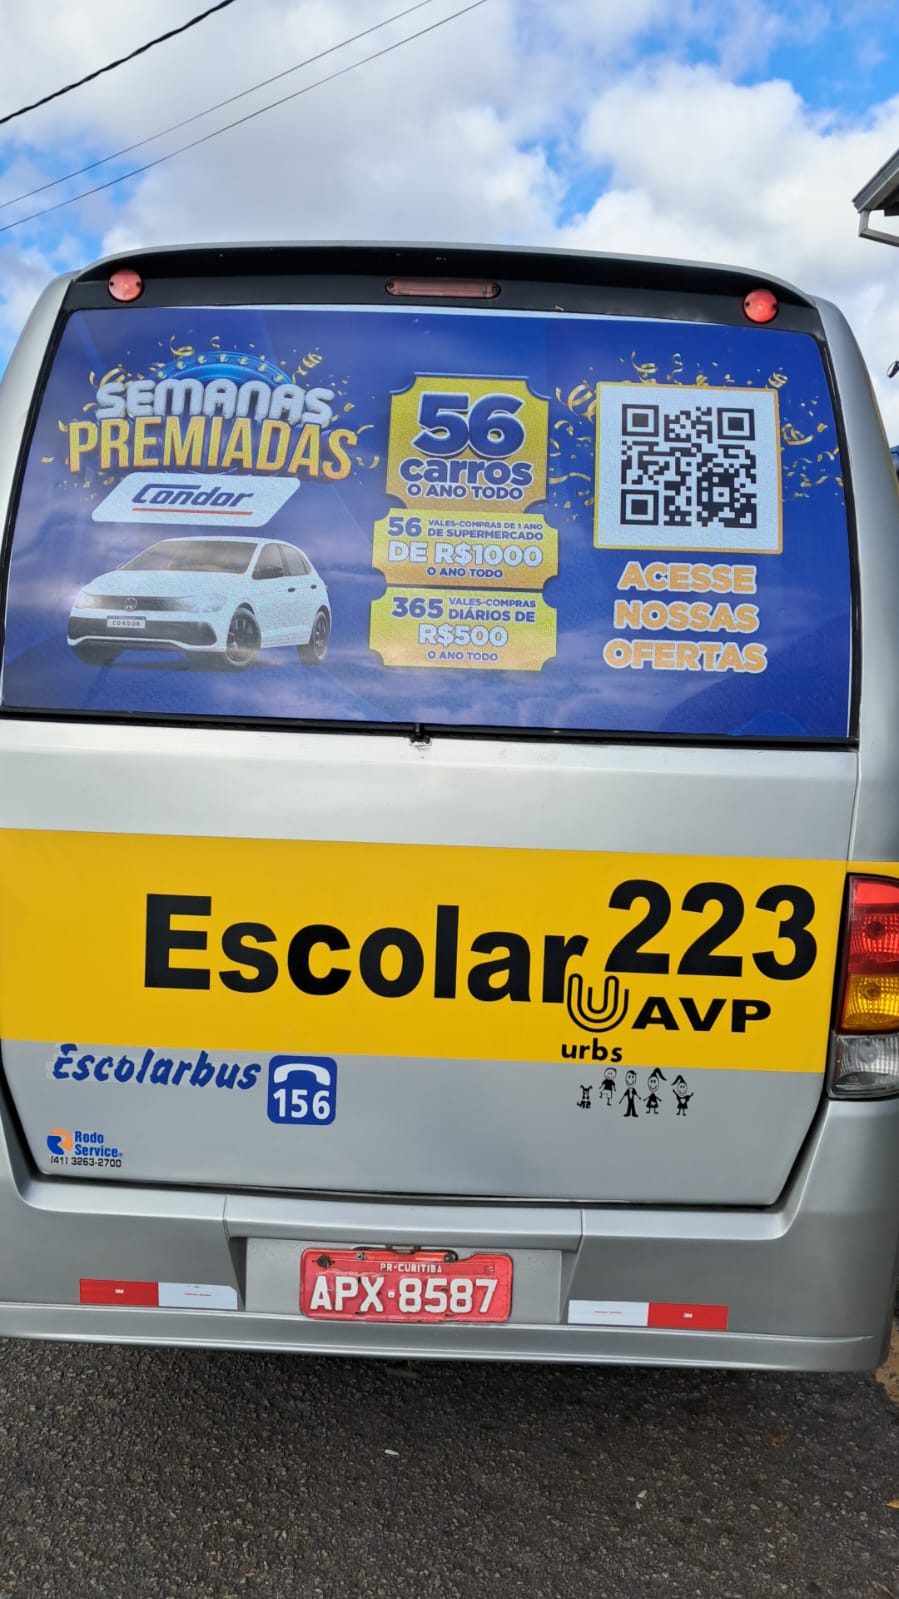 SEMANAS
PREMIADAS
Condor
CONDOR
56
carros
O ANO TODO
56 VALES-COMPRAS DE 1 ANO
DE SUPERMERCADO
DE R$1000
O ANO TODO
365 VALES-COMPRAS
DIÁRIOS DE
R$500
O ANO TODO
ACESSE
NOSSAS
OFERTAS
Escolar 223
AVP
urbs
Escolarbus
156
Rodo
Service
(41) 3263-2700
PR-CURITIBA
APX-8587
3M
3M